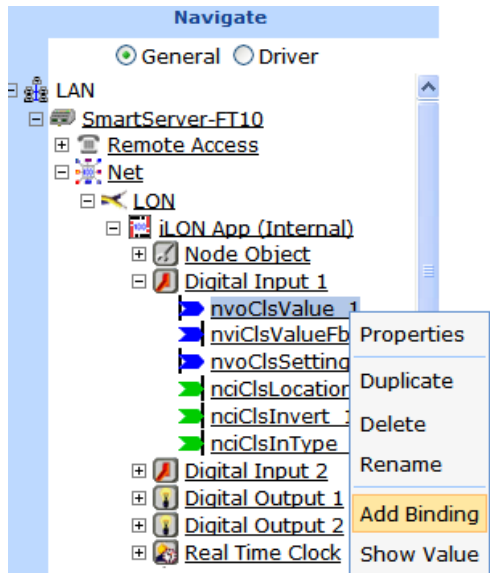 Navigate
General Driver
LAN
SmartServer-FT10
Remote Access
Net
LON
iLON App (Internal)
Node Object
Digital Input 1
nvoClsValue_1
nviClsValueFb
nvoClsSetting
nciClsLocation
nciClsInvert_1
nciClsInType_
Digital Input 2
Digital Output 1
Digital Output 2
Real Time Clock
Properties
Duplicate
Delete
Rename
Add Binding
Show Value